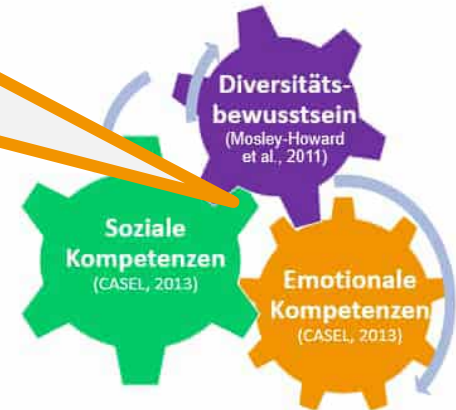 Diversitäts-
bewusstsein
(Mosley-Howard
et al., 2011)
Soziale
Kompetenzen
(CASEL, 2013)
Emotionale
Kompetenzen
(CASEL, 2013)